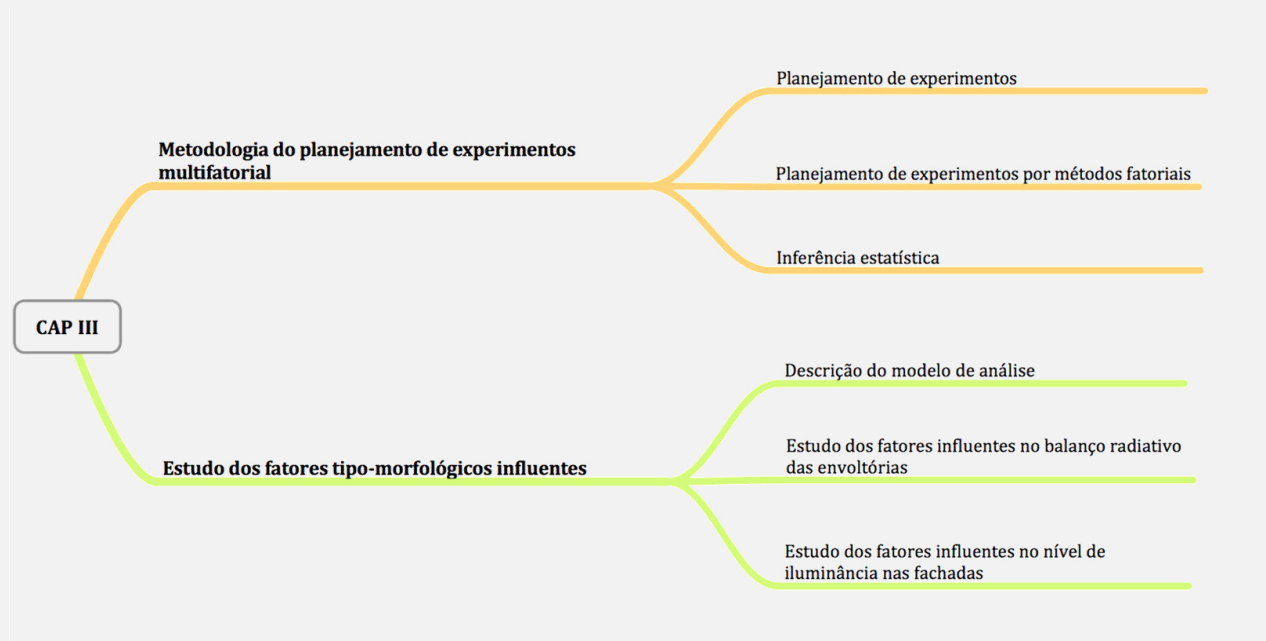 CAP III
Metodologia do planejamento de experimentos
multifatorial
Planejamento de experimentos
Planejamento de experimentos por métodos fatoriais
Inferência estatística
Estudo dos fatores tipo-morfológicos influentes
Descrição do modelo de análise
Estudo dos fatores influentes no balanço radiativo
das envoltórias
Estudo dos fatores influentes no nível de
iluminância nas fachadas